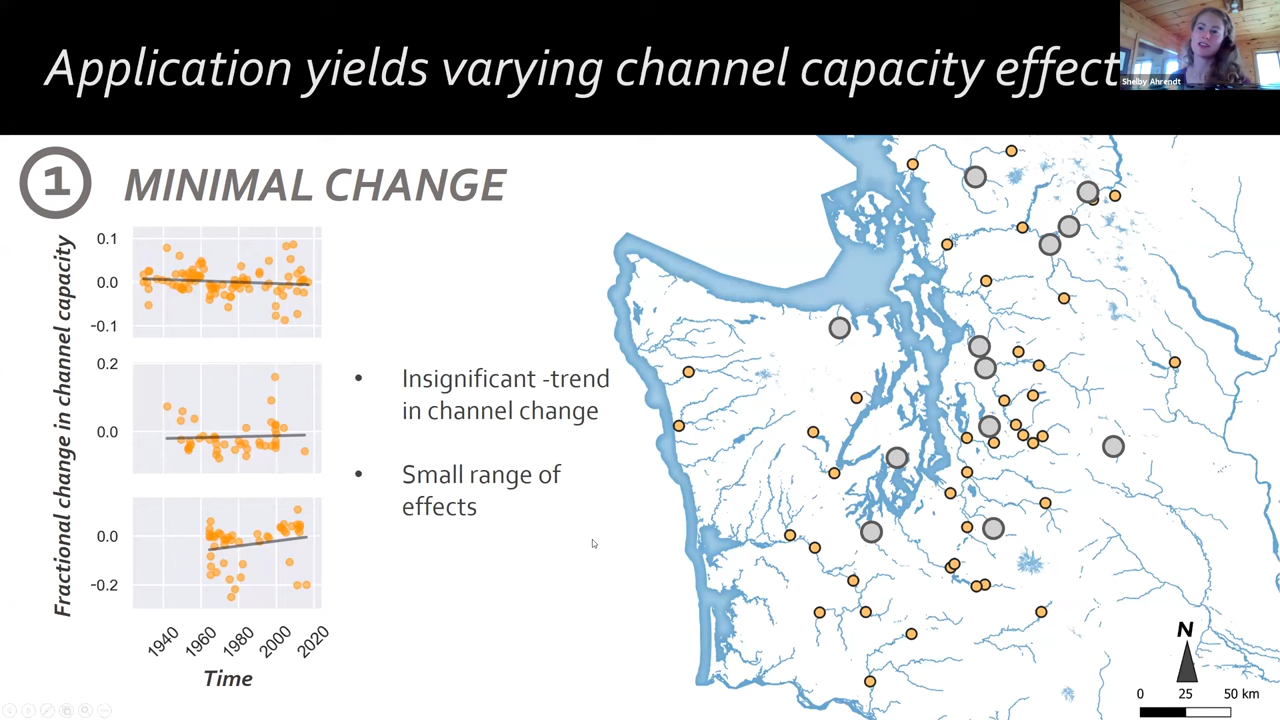 Application yields varying channel capacity effect
Shelby Ahrendt
1
MINIMAL CHANGE
Fractional change in channel capacity
0.1
0.0
-0.1
0.2
0.0
0.0
-0.2
1940
1960
1980
2000
2020
Time
• Insignificant -trend
in channel change
• Small range of
effects
N
0 25 50 km